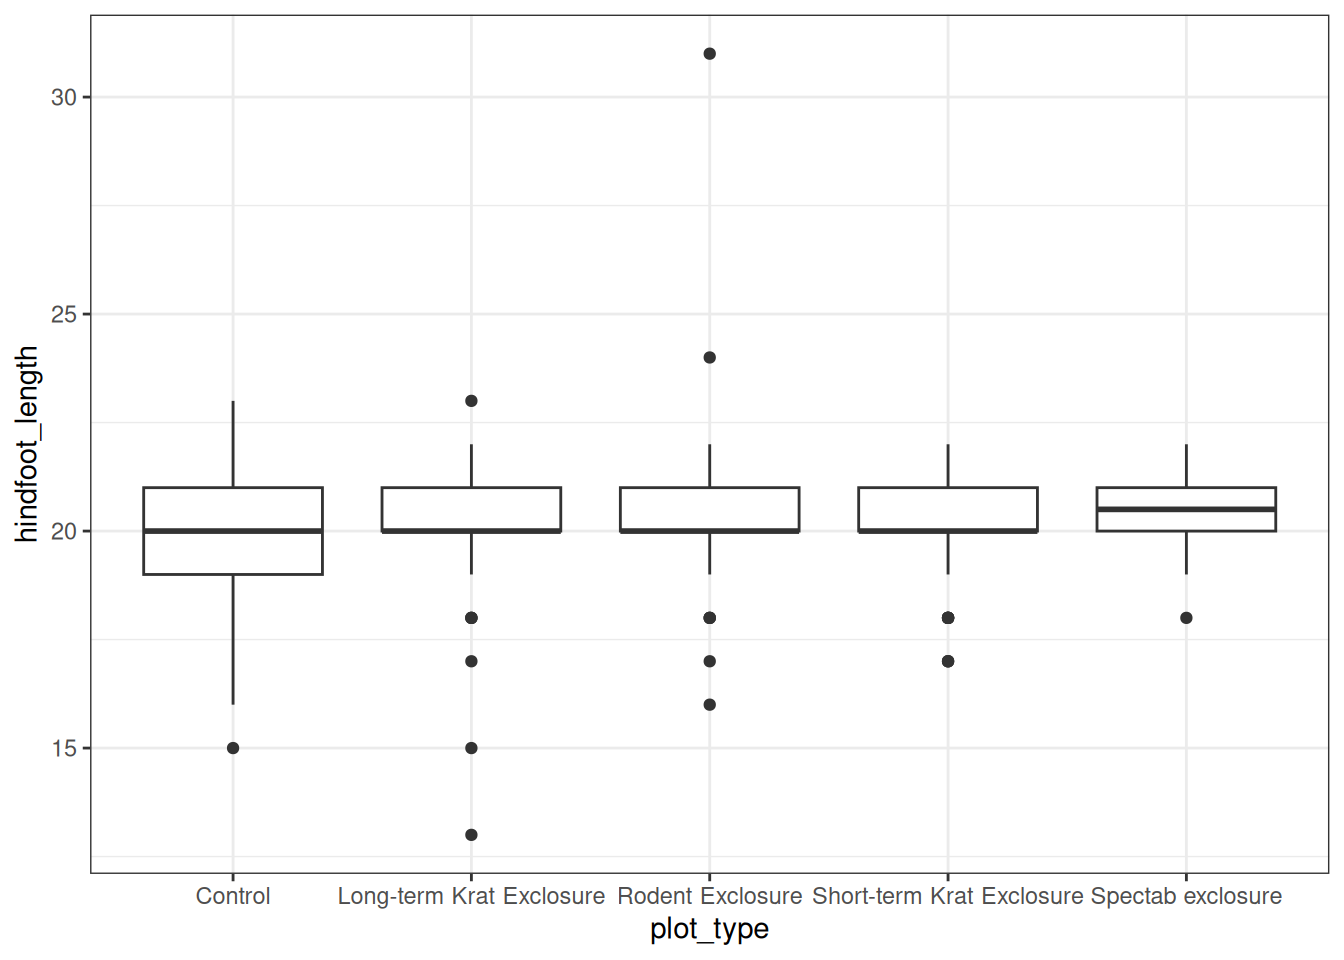 30
25
20
15
hindfoot_length
Control
Long-term Krat Exclosure
Rodent Exclosure
Short-term Krat Exclosure
Spectab exclosure
plot_type